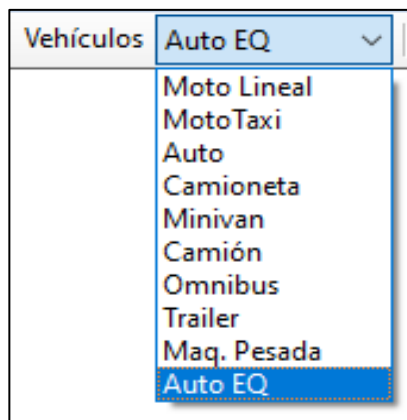 Vehículos Auto EQ
Moto Lineal
MotoTaxi
Auto
Camioneta
Minivan
Camión
Omnibus
Trailer
Maq. Pesada
Auto EQ